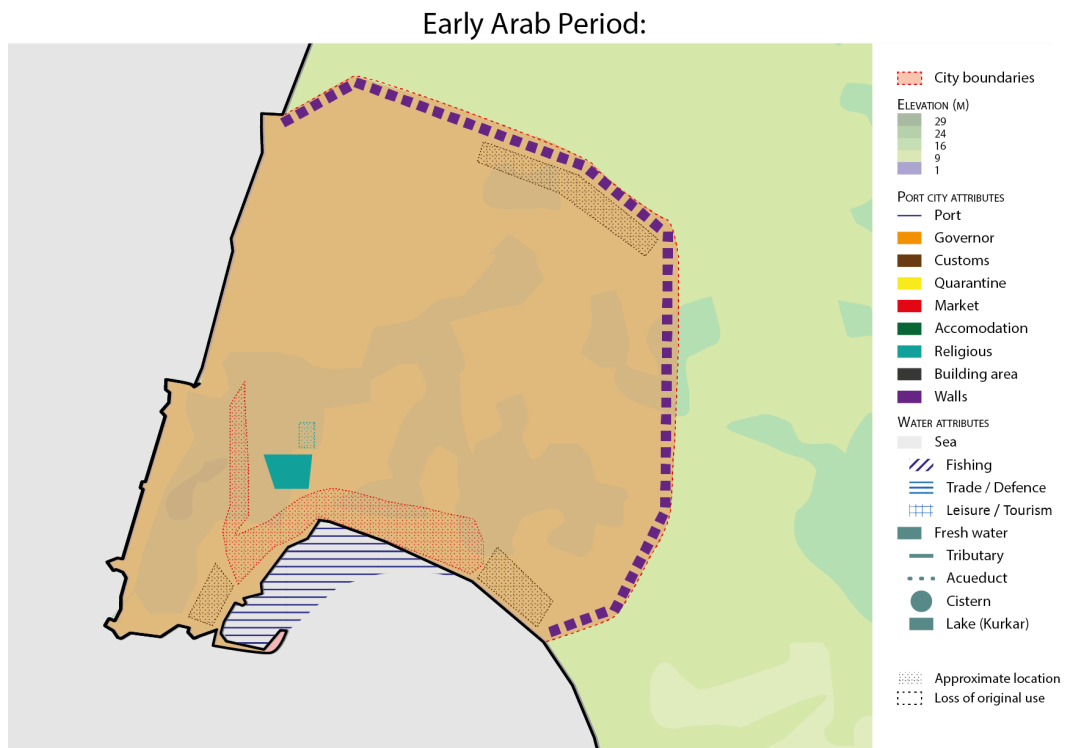 Early Arab Period:
City boundaries
ELEVATION (M)
29
24
16
9
1
PORT CITY ATTRIBUTES
Port
Governor
Customs
Quarantine
Market
Accomodation
Religious
Building area
Walls
WATER ATTRIBUTES
Sea
Fishing
Trade / Defence
Leisure / Tourism
Fresh water
Tributary
Acueduct
Cistern
Lake (Kurkar)
Approximate location
Loss of original use